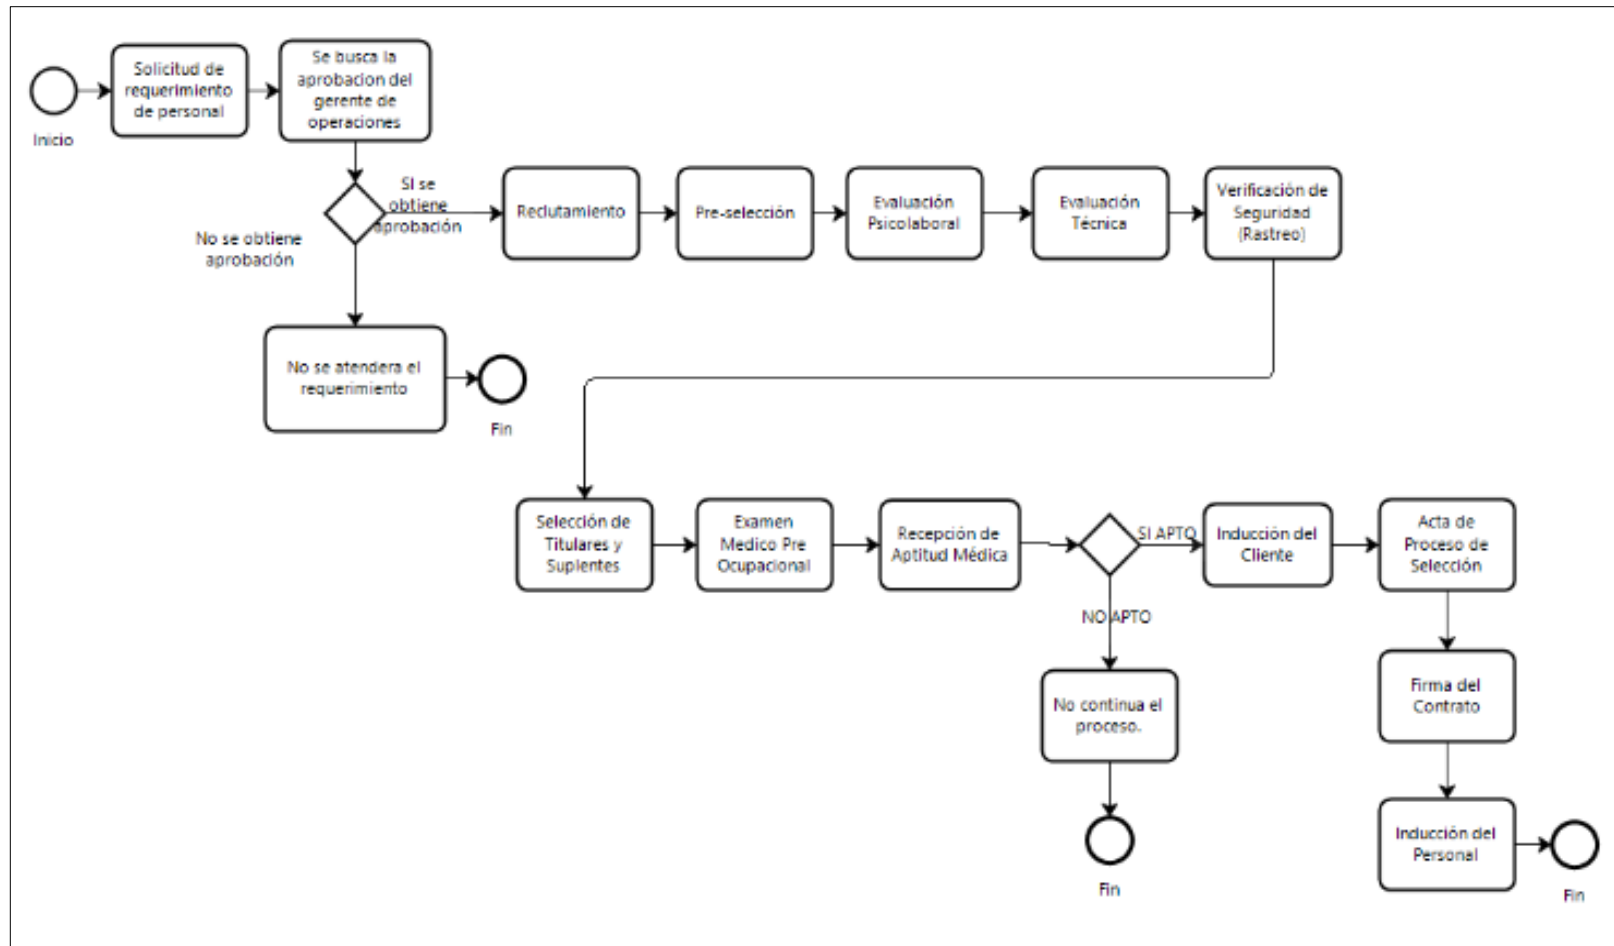 Inicio
Solicitud de
requerimiento
de personal
Se busca la
aprobacion del
gerente de
operaciones
SI se
obtiene
aprobación
No se obtiene
aprobación
Reclutamiento
Pre-selección
Evaluación
Psicolaboral
Evaluación
Técnica
Verificación de
Seguridad
(Rastreo)
No se atendera el
requerimiento
Fin
Selección de
Titulares y
Suplentes
Examen
Medico Pre
Ocupacional
Recepción de
Aptitud Médica
SI APTO
NO APTO
Inducción del
Cliente
Acta de
Proceso de
Selección
No continua el
proceso.
Fin
Firma del
Contrato
Inducción del
Personal
Fin